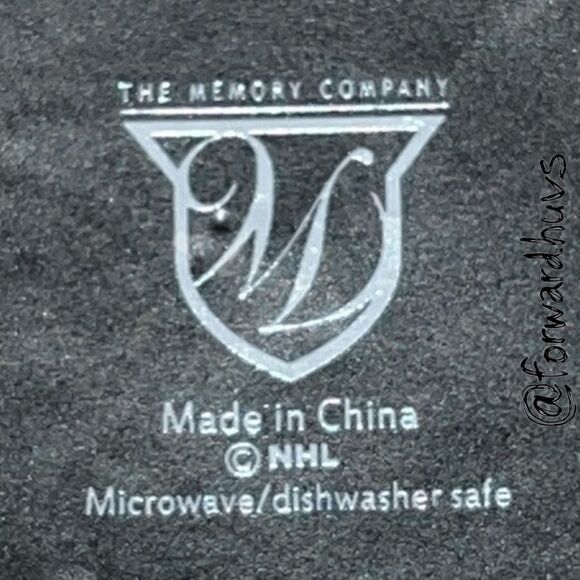 THE MEMORY COMPANY
M
Made in China
© NHL
Microwave/dishwasher safe
@forwardhuvs